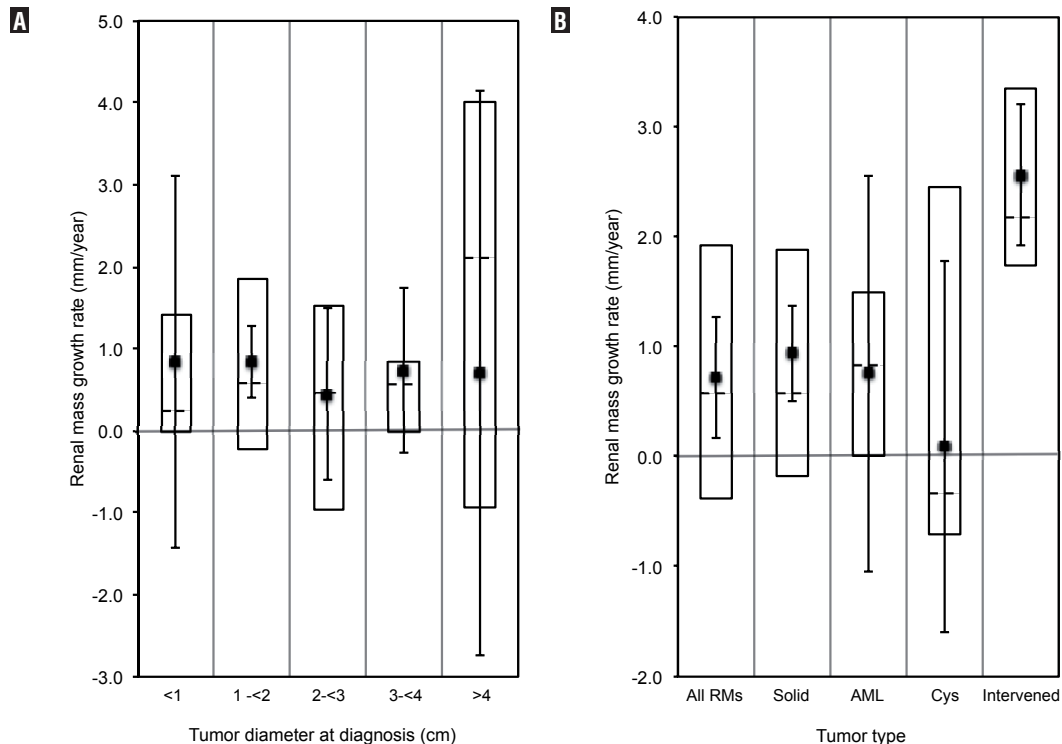 A
Renal mass growth rate (mm/year)
5.0
4.0
3.0
2.0
1.0
0.0
-1.0
-2.0
-3.0
<1 1 -<2 2-<3 3-<4 >4
Tumor diameter at diagnosis (cm)
B
Renal mass growth rate (mm/year)
4.0
3.0
2.0
1.0
0.0
-1.0
-2.0
All RMs Solid AML Cys Intervened
Tumor type